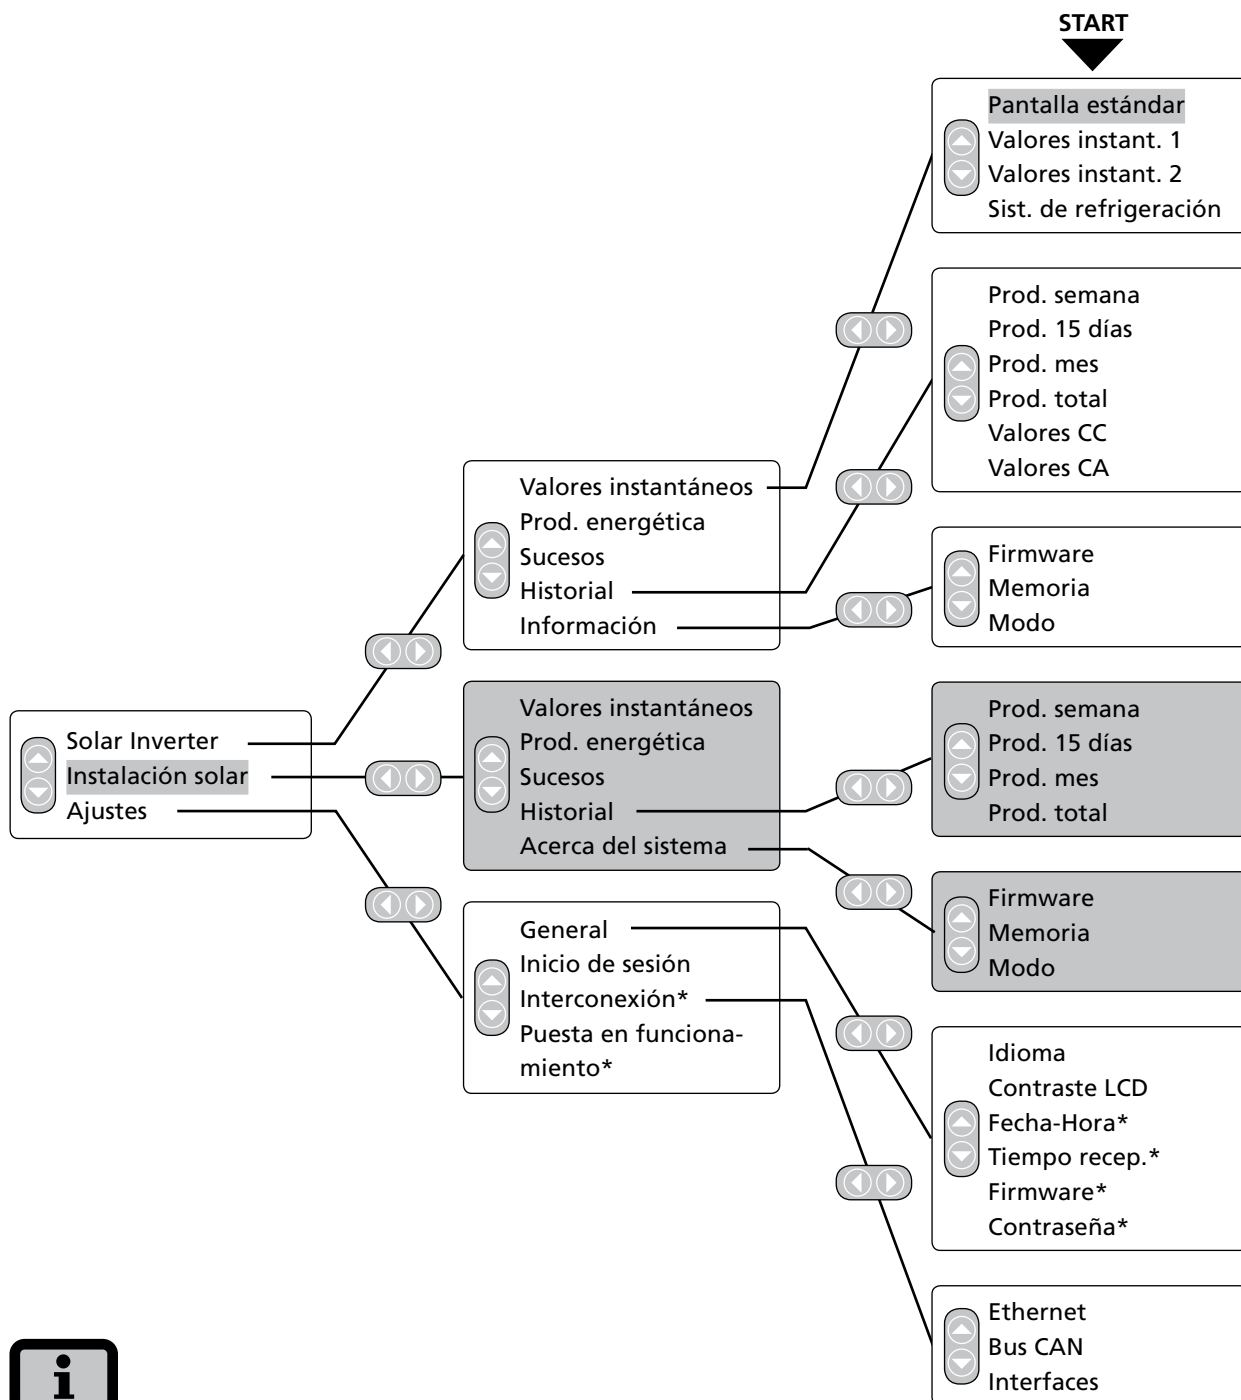 START
Pantalla estándar
Valores instant. 1
Valores instant. 2
Sist. de refrigeración
Prod. semana
Prod. 15 días
Prod. mes
Prod. total
Valores CC
Valores CA
Valores instantáneos
Prod. energética
Sucesos
Historial
Información
Firmware
Memoria
Modo
Solar Inverter
Instalación solar
Ajustes
Valores instantáneos
Prod. energética
Sucesos
Historial
Acerca del sistema
Prod. semana
Prod. 15 días
Prod. mes
Prod. total
Firmware
Memoria
Modo
General
Inicio de sesión
Interconexión*
Puesta en funciona-
miento*
Idioma
Contraste LCD
Fecha-Hora*
Tiempo recep.*
Firmware*
Contraseña*
Ethernet
Bus CAN
Interfaces
i